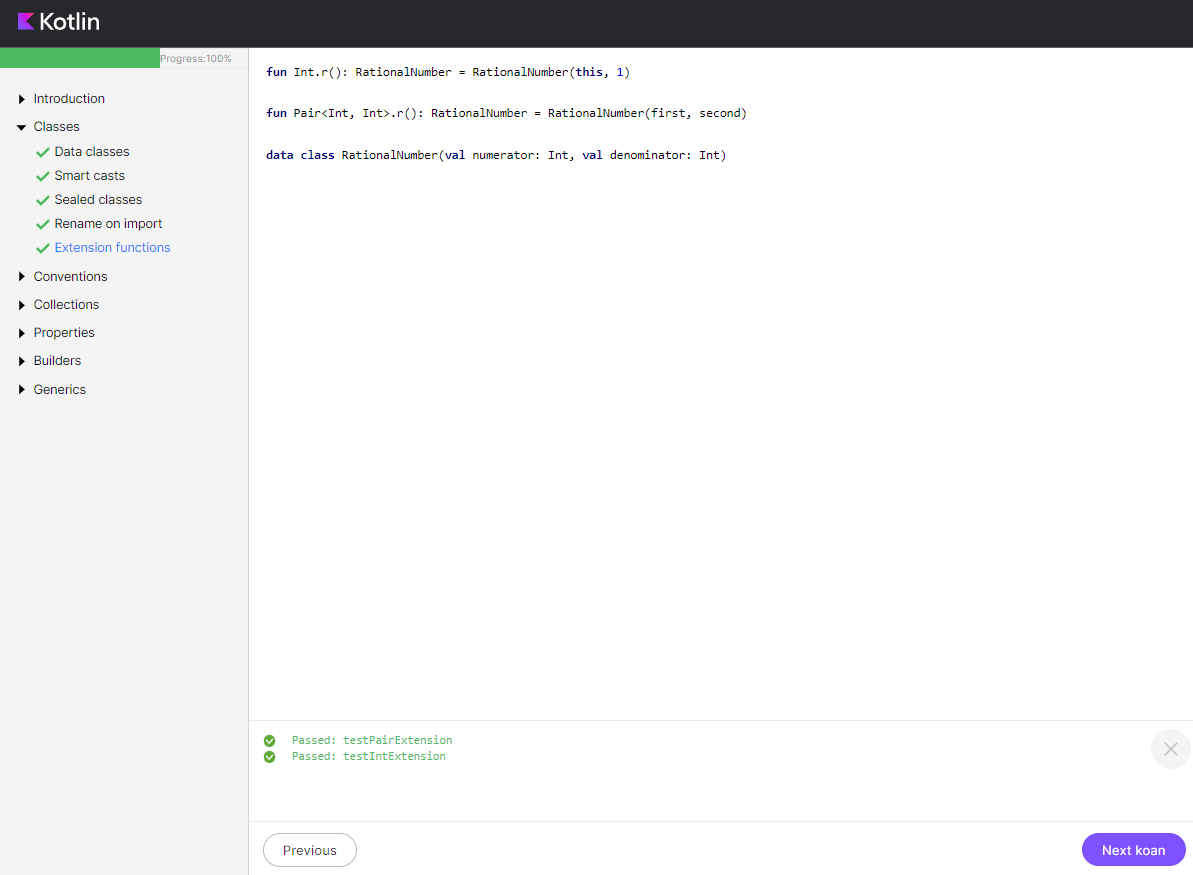 Kotlin
Progress:100%
Introduction
Classes
Data classes
Smart casts
Sealed classes
Rename on import
Extension functions
Conventions
Collections
Properties
Builders
Generics
fun Int.r(): RationalNumber = RationalNumber(this, 1)
fun Pair<Int, Int>.r(): RationalNumber = RationalNumber(first, second)
data class RationalNumber(val numerator: Int, val denominator: Int)
Passed: testPairExtension
Passed: testIntExtension
Previous
Next koan